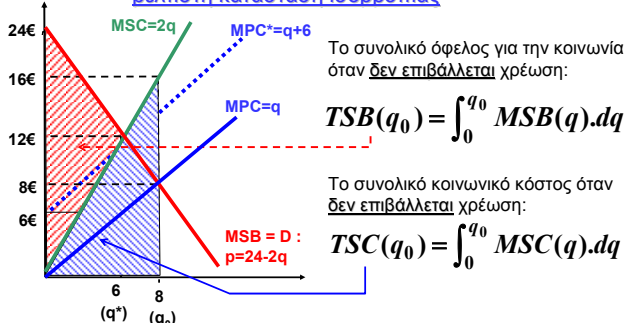 βέλτιστη κατάσταση ισορροπίας
24€
MSC=2q
MPC*=q+6
16€
MPC=q
12€
8€
6€
MSB = D :
p=24-2q
6
(q*)
8
(q₀)
Το συνολικό όφελος για την κοινωνία
όταν δεν επιβάλλεται χρέωση:
TSB(q₀) = ∫₀^q₀ MSB(q).dq
Το συνολικό κοινωνικό κόστος όταν
δεν επιβάλλεται χρέωση:
TSC(q₀) = ∫₀^q₀ MSC(q).dq